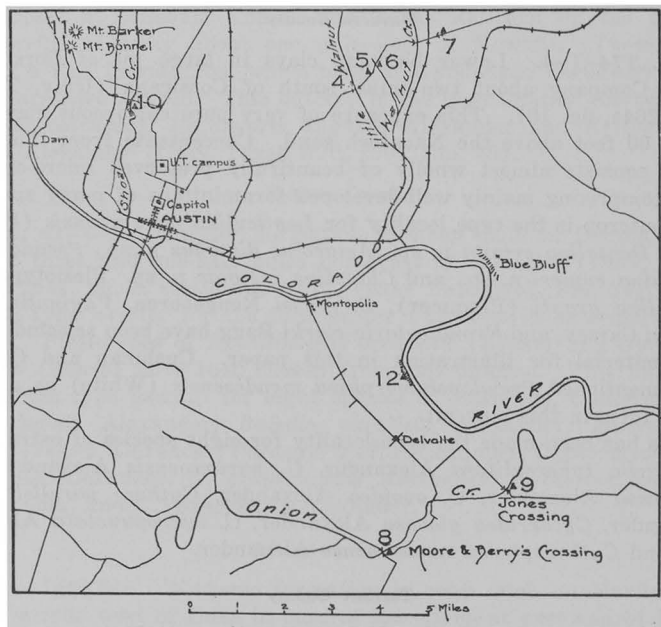 11 Mt. Barker
Mt. Bonnel
Cr.
10
Shoal
Dam
U.T. campus
Capitol
AUSTIN
Walnut
Cr.
4
5
6
7
Little
Walnut
Cr.
COLORADO
Montopolis
"Blue Bluff"
12
RIVER
Delvalle
Cr.
9
Jones
Crossing
Onion
8
Moore & Berry's Crossing
0 1 2 3 4 5 Miles